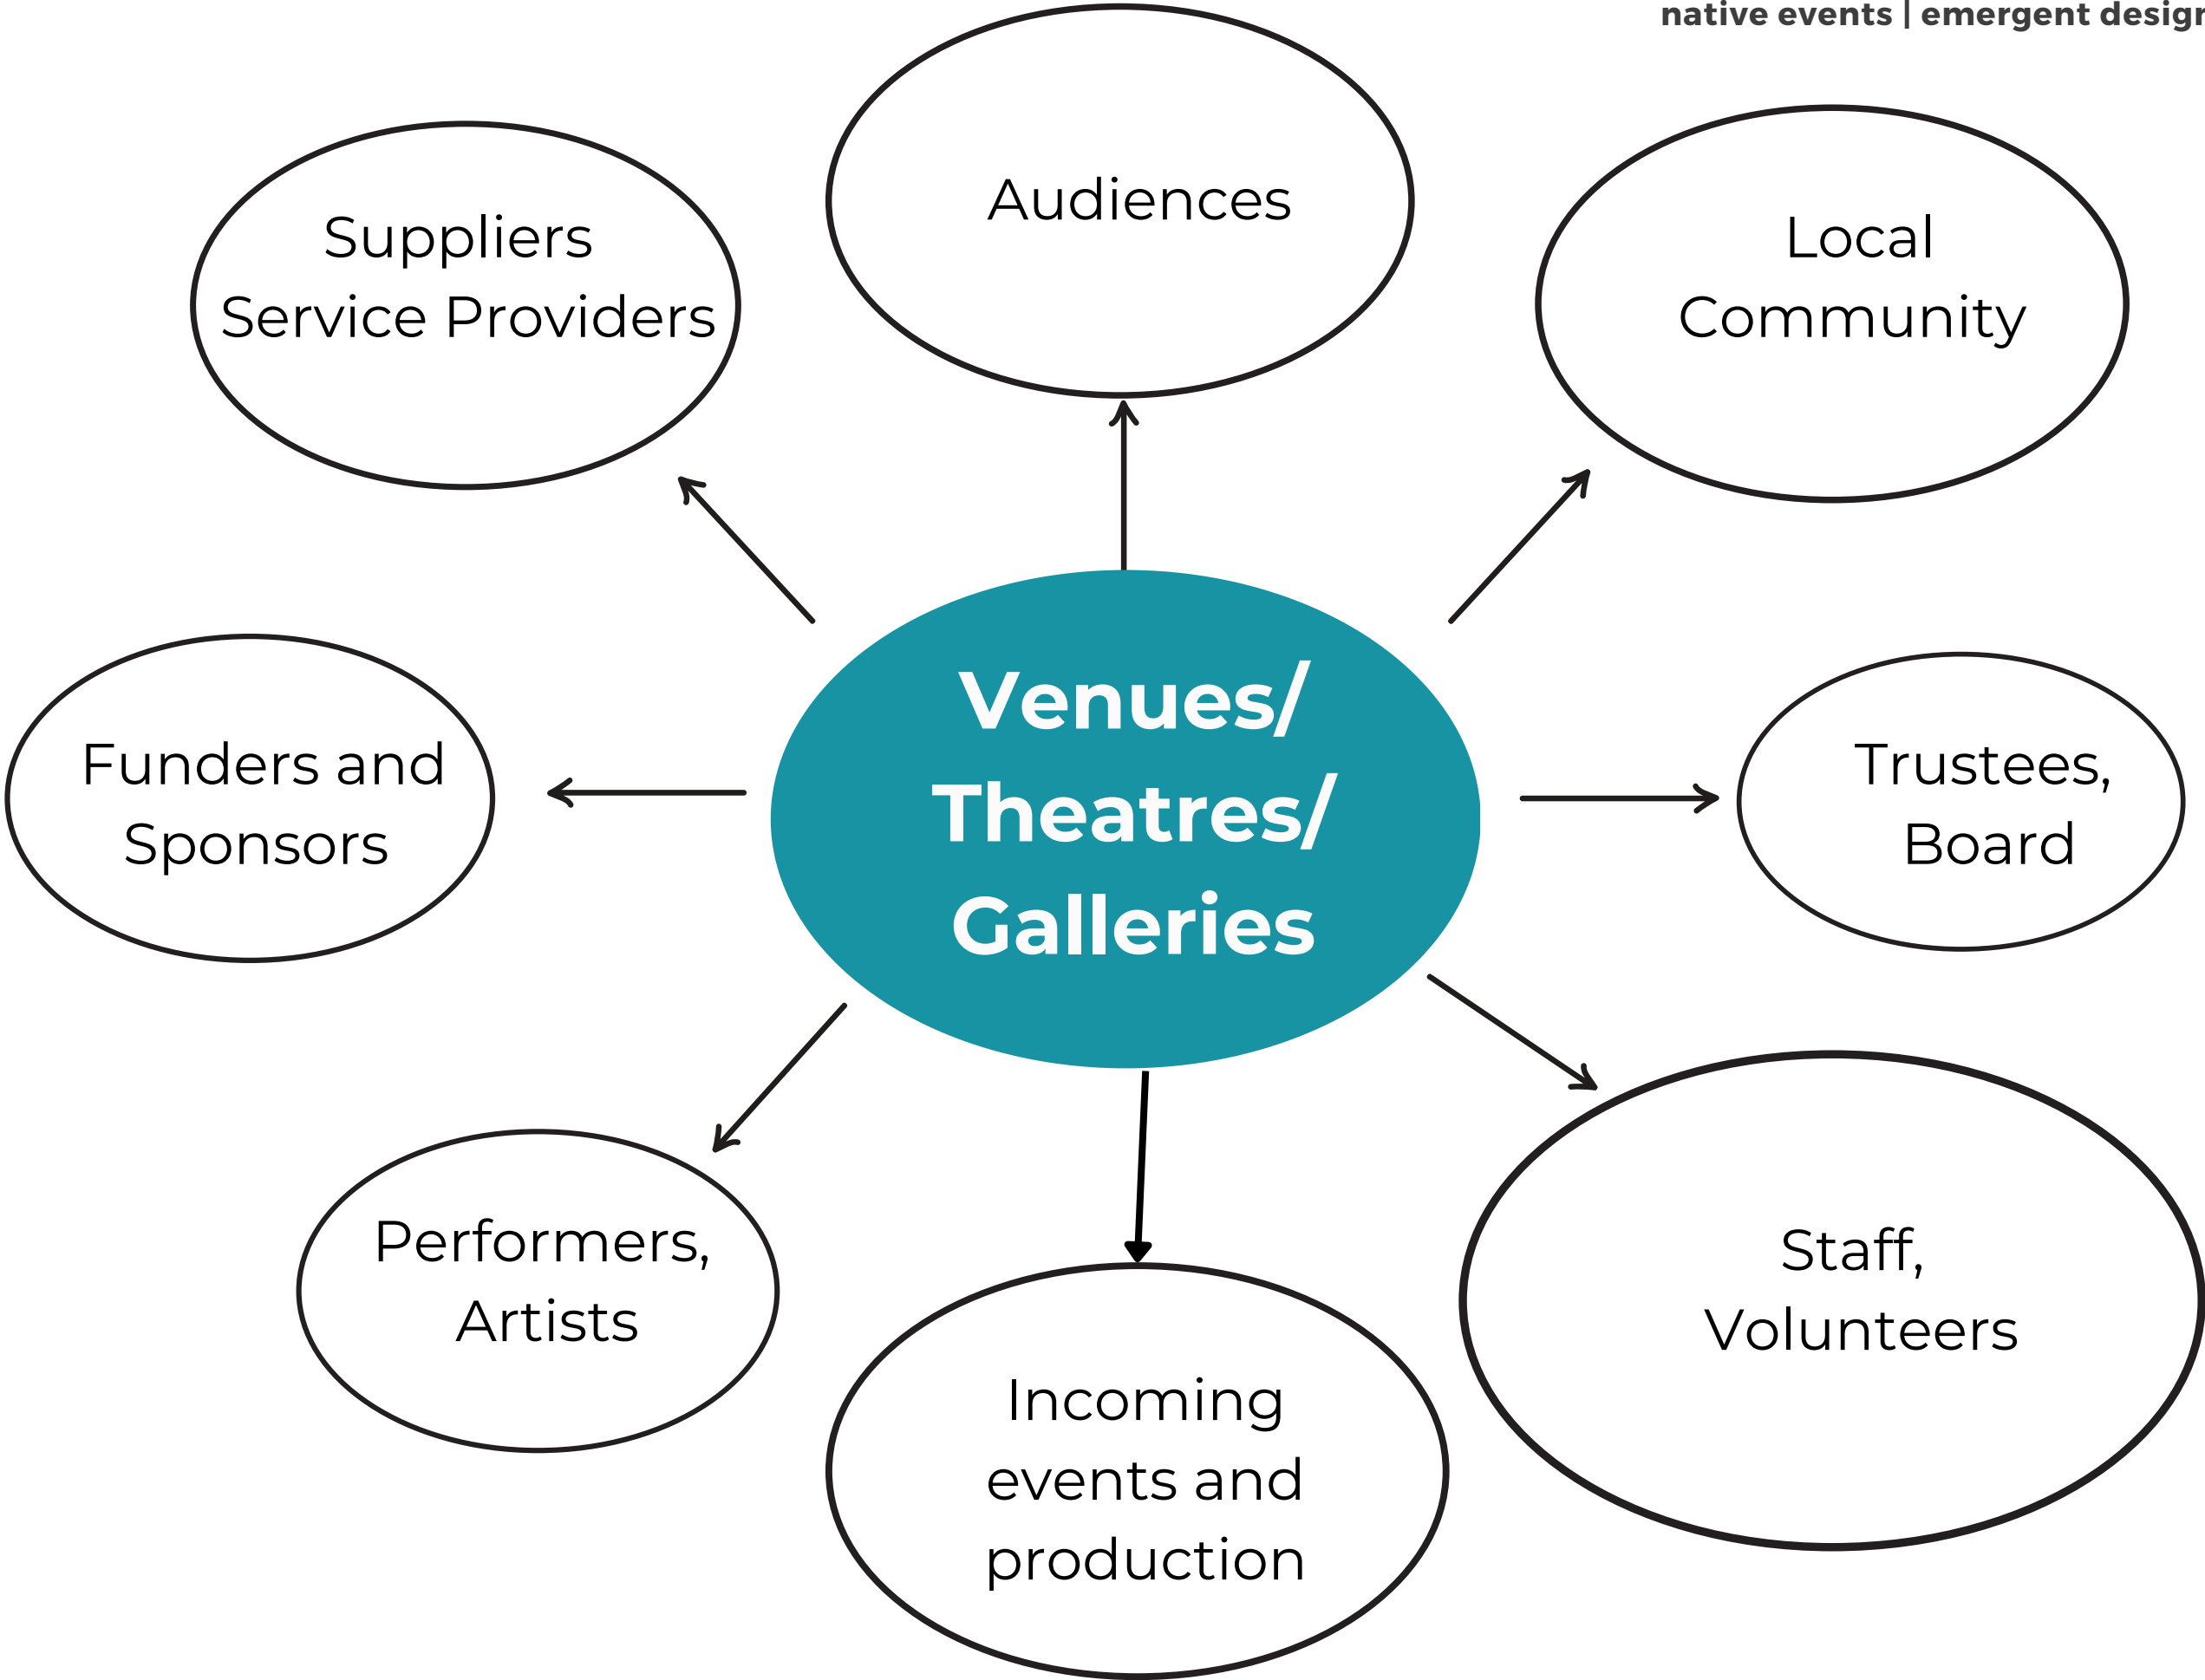 native events | emergent design
Audiences
Suppliers
Service Providers
Local
Community
Venues/
Theatres/
Galleries
Funders and
Sponsors
Trustees,
Board
Performers,
Artists
Staff,
Volunteers
Incoming
events and
production